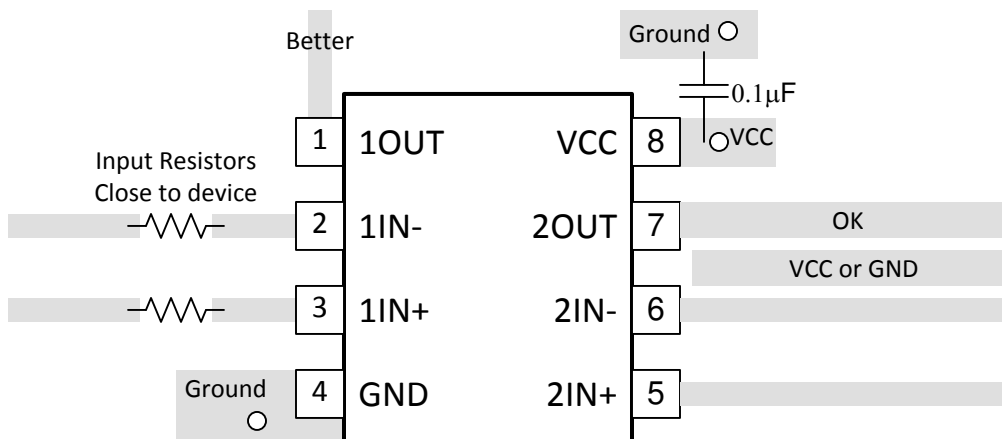 Better
Ground
0.1μF
1 1OUT VCC 8 VCC
Input Resistors
Close to device
2 1IN- 2OUT 7 OK
VCC or GND
3 1IN+ 2IN- 6
Ground
4 GND 2IN+ 5